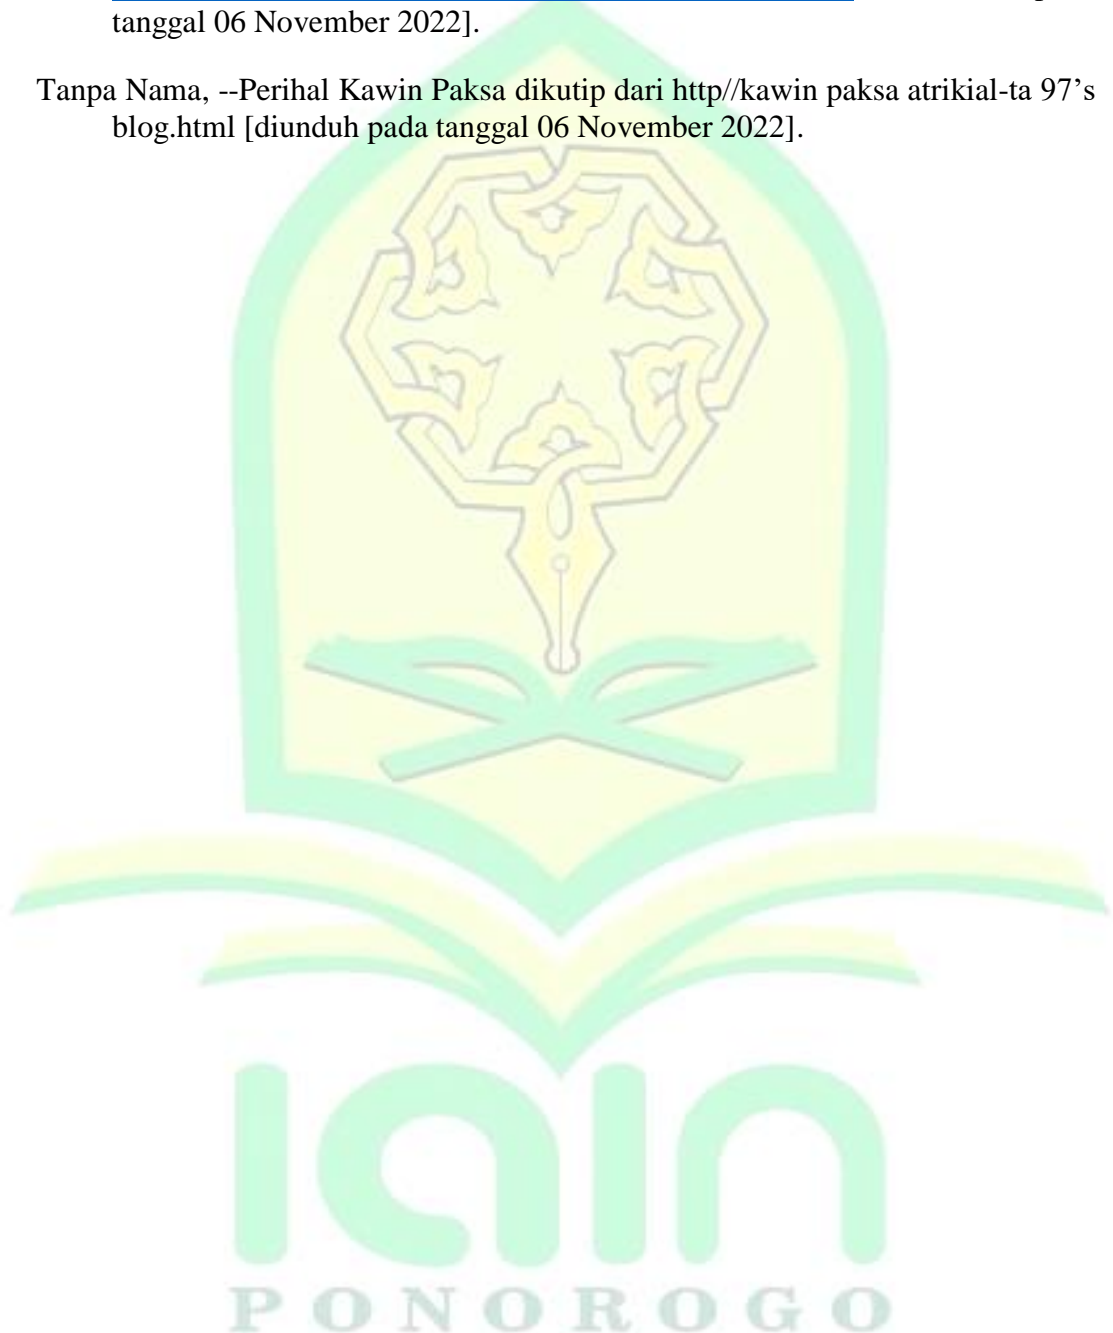 tanggal 06 November 2022].
Tanpa Nama, --Perihal Kawin Paksa dikutip dari http//kawin paksa atrikial-ta 97’s
blog.html [diunduh pada tanggal 06 November 2022].
iain
PONOROGO